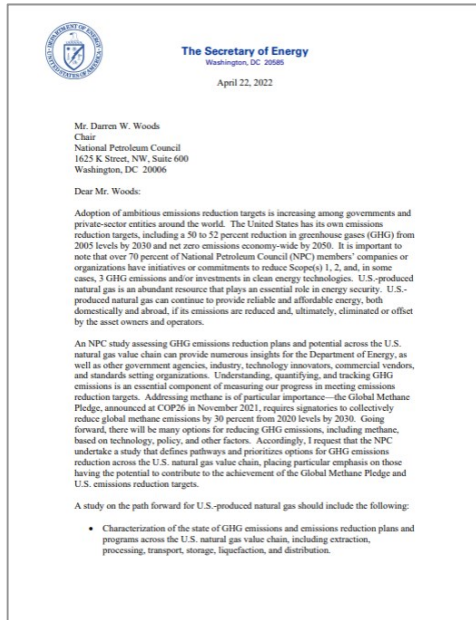 DEPARTMENT OF ENERGY
UNITED STATES OF AMERICA
The Secretary of Energy
Washington, DC 20585
April 22, 2022
Mr. Darren W. Woods
Chair
National Petroleum Council
1625 K Street, NW, Suite 600
Washington, DC 20006
Dear Mr. Woods:
Adoption of ambitious emissions reduction targets is increasing among governments and
private-sector entities around the world. The United States has its own emissions
reduction targets, including a 50 to 52 percent reduction in greenhouse gases (GHG) from
2005 levels by 2030 and net zero emissions economy-wide by 2050. It is important to
note that over 70 percent of National Petroleum Council (NPC) members' companies or
organizations have initiatives or commitments to reduce Scope(s) 1, 2, and, in some
cases, 3 GHG emissions and/or investments in clean energy technologies. U.S.-produced
natural gas is an abundant resource that plays an essential role in energy security. U.S.-
produced natural gas can continue to provide reliable and affordable energy, both
domestically and abroad, if its emissions are reduced and, ultimately, eliminated or offset
by the asset owners and operators.
An NPC study assessing GHG emissions reduction plans and potential across the U.S.
natural gas value chain can provide numerous insights for the Department of Energy, as
well as other government agencies, industry, technology innovators, commercial vendors,
and standards setting organizations. Understanding, quantifying, and tracking GHG
emissions is an essential component of measuring our progress in meeting emissions
reduction targets. Addressing methane is of particular importance—the Global Methane
Pledge, announced at COP26 in November 2021, requires signatories to collectively
reduce global methane emissions by 30 percent from 2020 levels by 2030. Going
forward, there will be many options for reducing GHG emissions, including methane,
based on technology, policy, and other factors. Accordingly, I request that the NPC
undertake a study that defines pathways and prioritizes options for GHG emissions
reduction across the U.S. natural gas value chain, placing particular emphasis on those
having the potential to contribute to the achievement of the Global Methane Pledge and
U.S. emissions reduction targets.
A study on the path forward for U.S.-produced natural gas should include the following:
• Characterization of the state of GHG emissions and emissions reduction plans and
programs across the U.S. natural gas value chain, including extraction,
processing, transport, storage, liquefaction, and distribution.